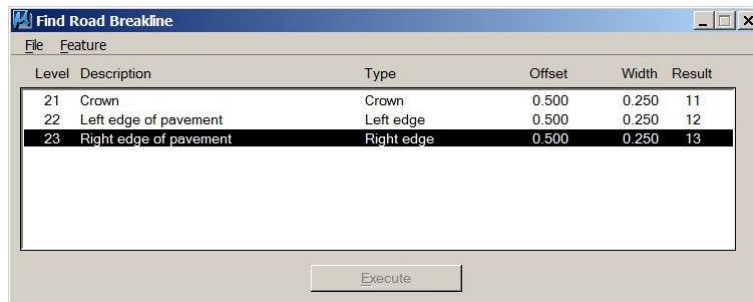 Find Road Breakline
File Feature
Level Description Type Offset Width Result
21 Crown Crown 0.500 0.250 11
22 Left edge of pavement Left edge 0.500 0.250 12
23 Right edge of pavement Right edge 0.500 0.250 13
Execute